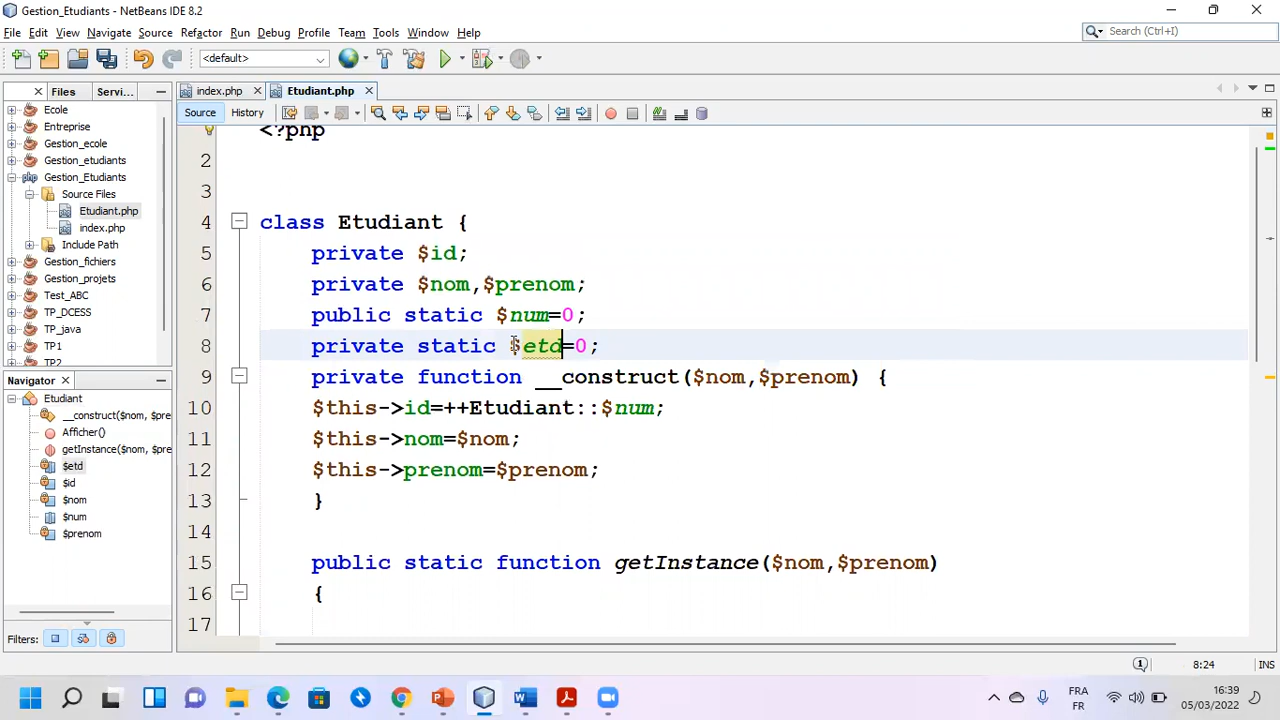 Gestion_Etudiants - NetBeans IDE 8.2
File Edit View Navigate Source Refactor Run Debug Profile Team Tools Window Help
Search (Ctrl+I)
<default>
Files Servi...
index.php Etudiant.php
Source History
Ecole
Entreprise
Gestion_ecole
Gestion_etudiants
Gestion_Etudiants
Source Files
Etudiant.php
index.php
Include Path
Gestion_fichiers
Gestion_projets
Test_ABC
TP_DCESS
TP_java
TP1
TP2
Navigator
Etudiant
__construct($nom, $pre
Afficher()
getInstance($nom, $pre
$etd
$id
$nom
$num
$prenom
Filters:
<?php
2
3
4 class Etudiant {
5 private $id;
6 private $nom,$prenom;
7 public static $num=0;
8 private static $etd=0;
9 private function __construct($nom,$prenom) {
10 $this->id=++Etudiant::$num;
11 $this->nom=$nom;
12 $this->prenom=$prenom;
13 }
14
15 public static function getInstance($nom,$prenom)
16 {
17
1 8:24 INS
FRA
FR
16:39
05/03/2022